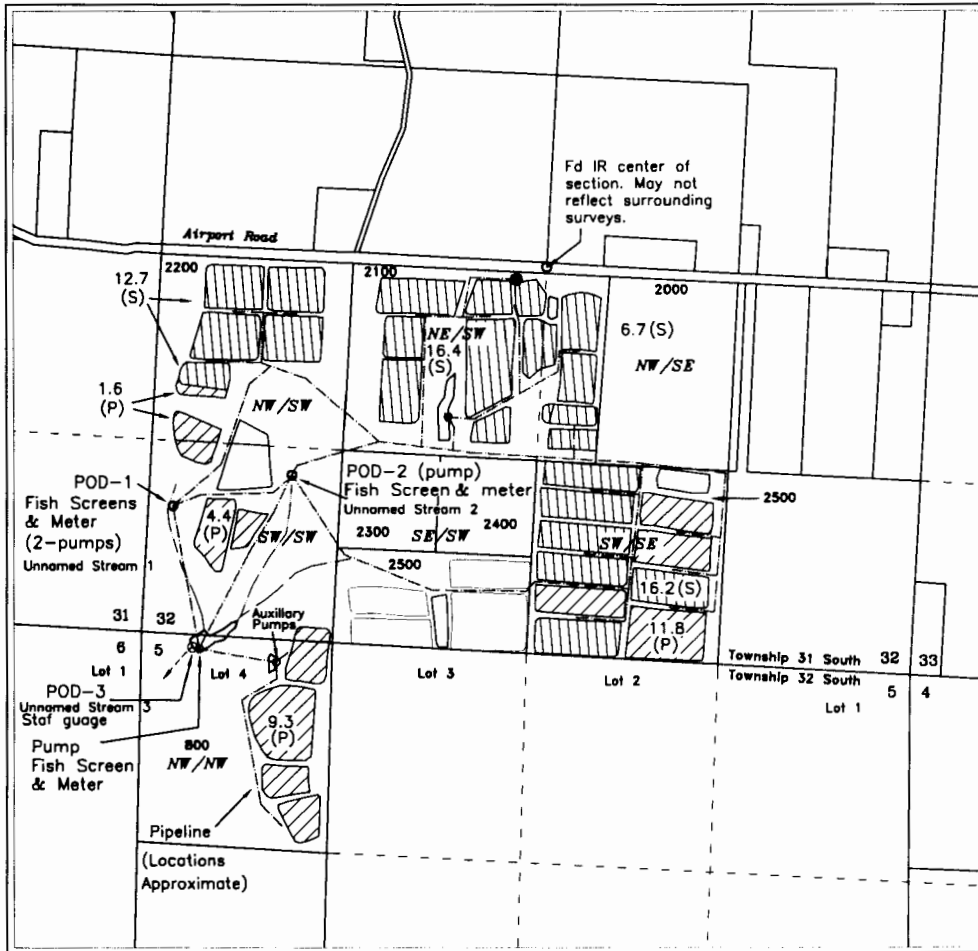 Fd IR center of
section. May not
reflect surrounding
surveys.
Airport Road
2200
2100
2000
12.7
(S)
NE/SW
16.4
(S)
6.7(S)
NW/SE
1.6
(P)
NW/SW
POD-1
Fish Screens
& Meter
(2-pumps)
Unnamed Stream 1
POD-2 (pump)
Fish Screen & meter
Unnamed Stream 2
2500
4.4
(P)
SW/SW
2300
2400
SE/SW
SW/SE
2500
16.2(S)
11.8
(P)
31
32
Auxiliary
Pumps
6
5
Lot 1
Lot 4
Lot 3
Lot 2
Township 31 South
32
33
Township 32 South
5
4
Lot 1
POD-3
Unnamed Stream 3
Staf guage
Pump
Fish Screen
& Meter
9.3
(P)
800
NW/NW
Pipeline
(Locations
Approximate)